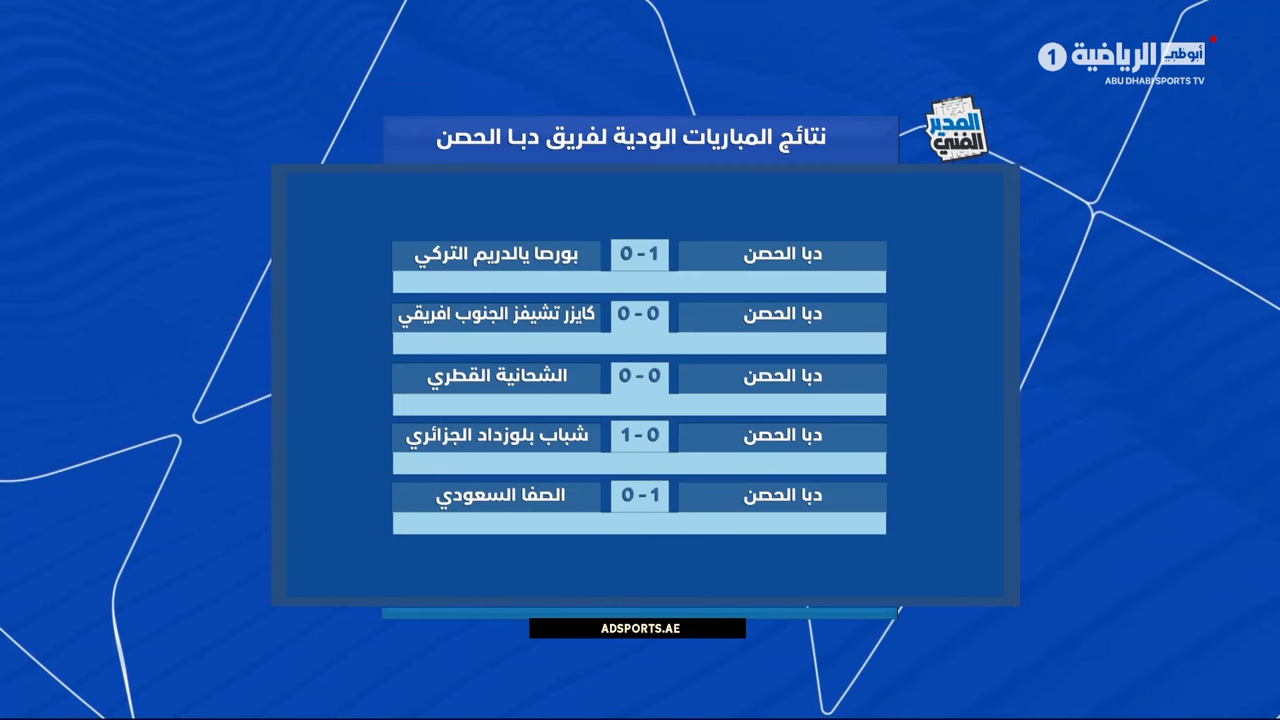 أبوظبي الرياضية 1
ABU DHABI SPORTS TV
المدير
الفني
نتائج المباريات الودية لفريق دبا الحصن
دبا الحصن 0 - 1 بورصا يالدريم التركي
دبا الحصن 0 - 0 كايزر تشيفز الجنوب افريقي
دبا الحصن 0 - 0 الشحانية القطري
دبا الحصن 1 - 0 شباب بلوزداد الجزائري
دبا الحصن 0 - 1 الصفا السعودي
ADSPORTS.AE